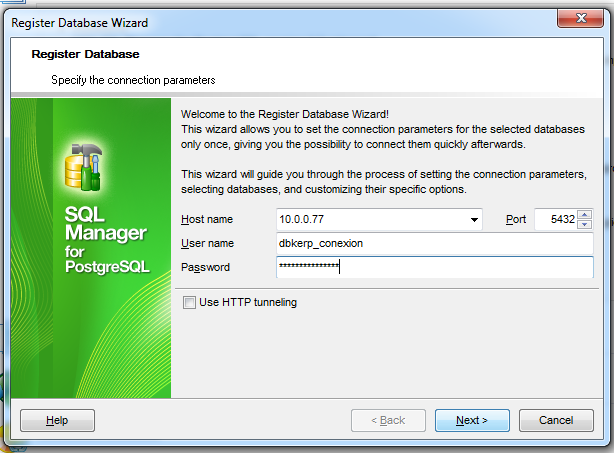 Register Database Wizard
Register Database
Specify the connection parameters
Welcome to the Register Database Wizard!
This wizard allows you to set the connection parameters for the selected databases
only once, giving you the possibility to connect them quickly afterwards.
This wizard will guide you through the process of setting the connection parameters,
selecting databases, and customizing their specific options.
SQL
Manager
for
PostgreSQL
Host name 10.0.0.77 Port 5432
User name dbkerp_conexion
Password ***************
Use HTTP tunneling
Help < Back Next > Cancel